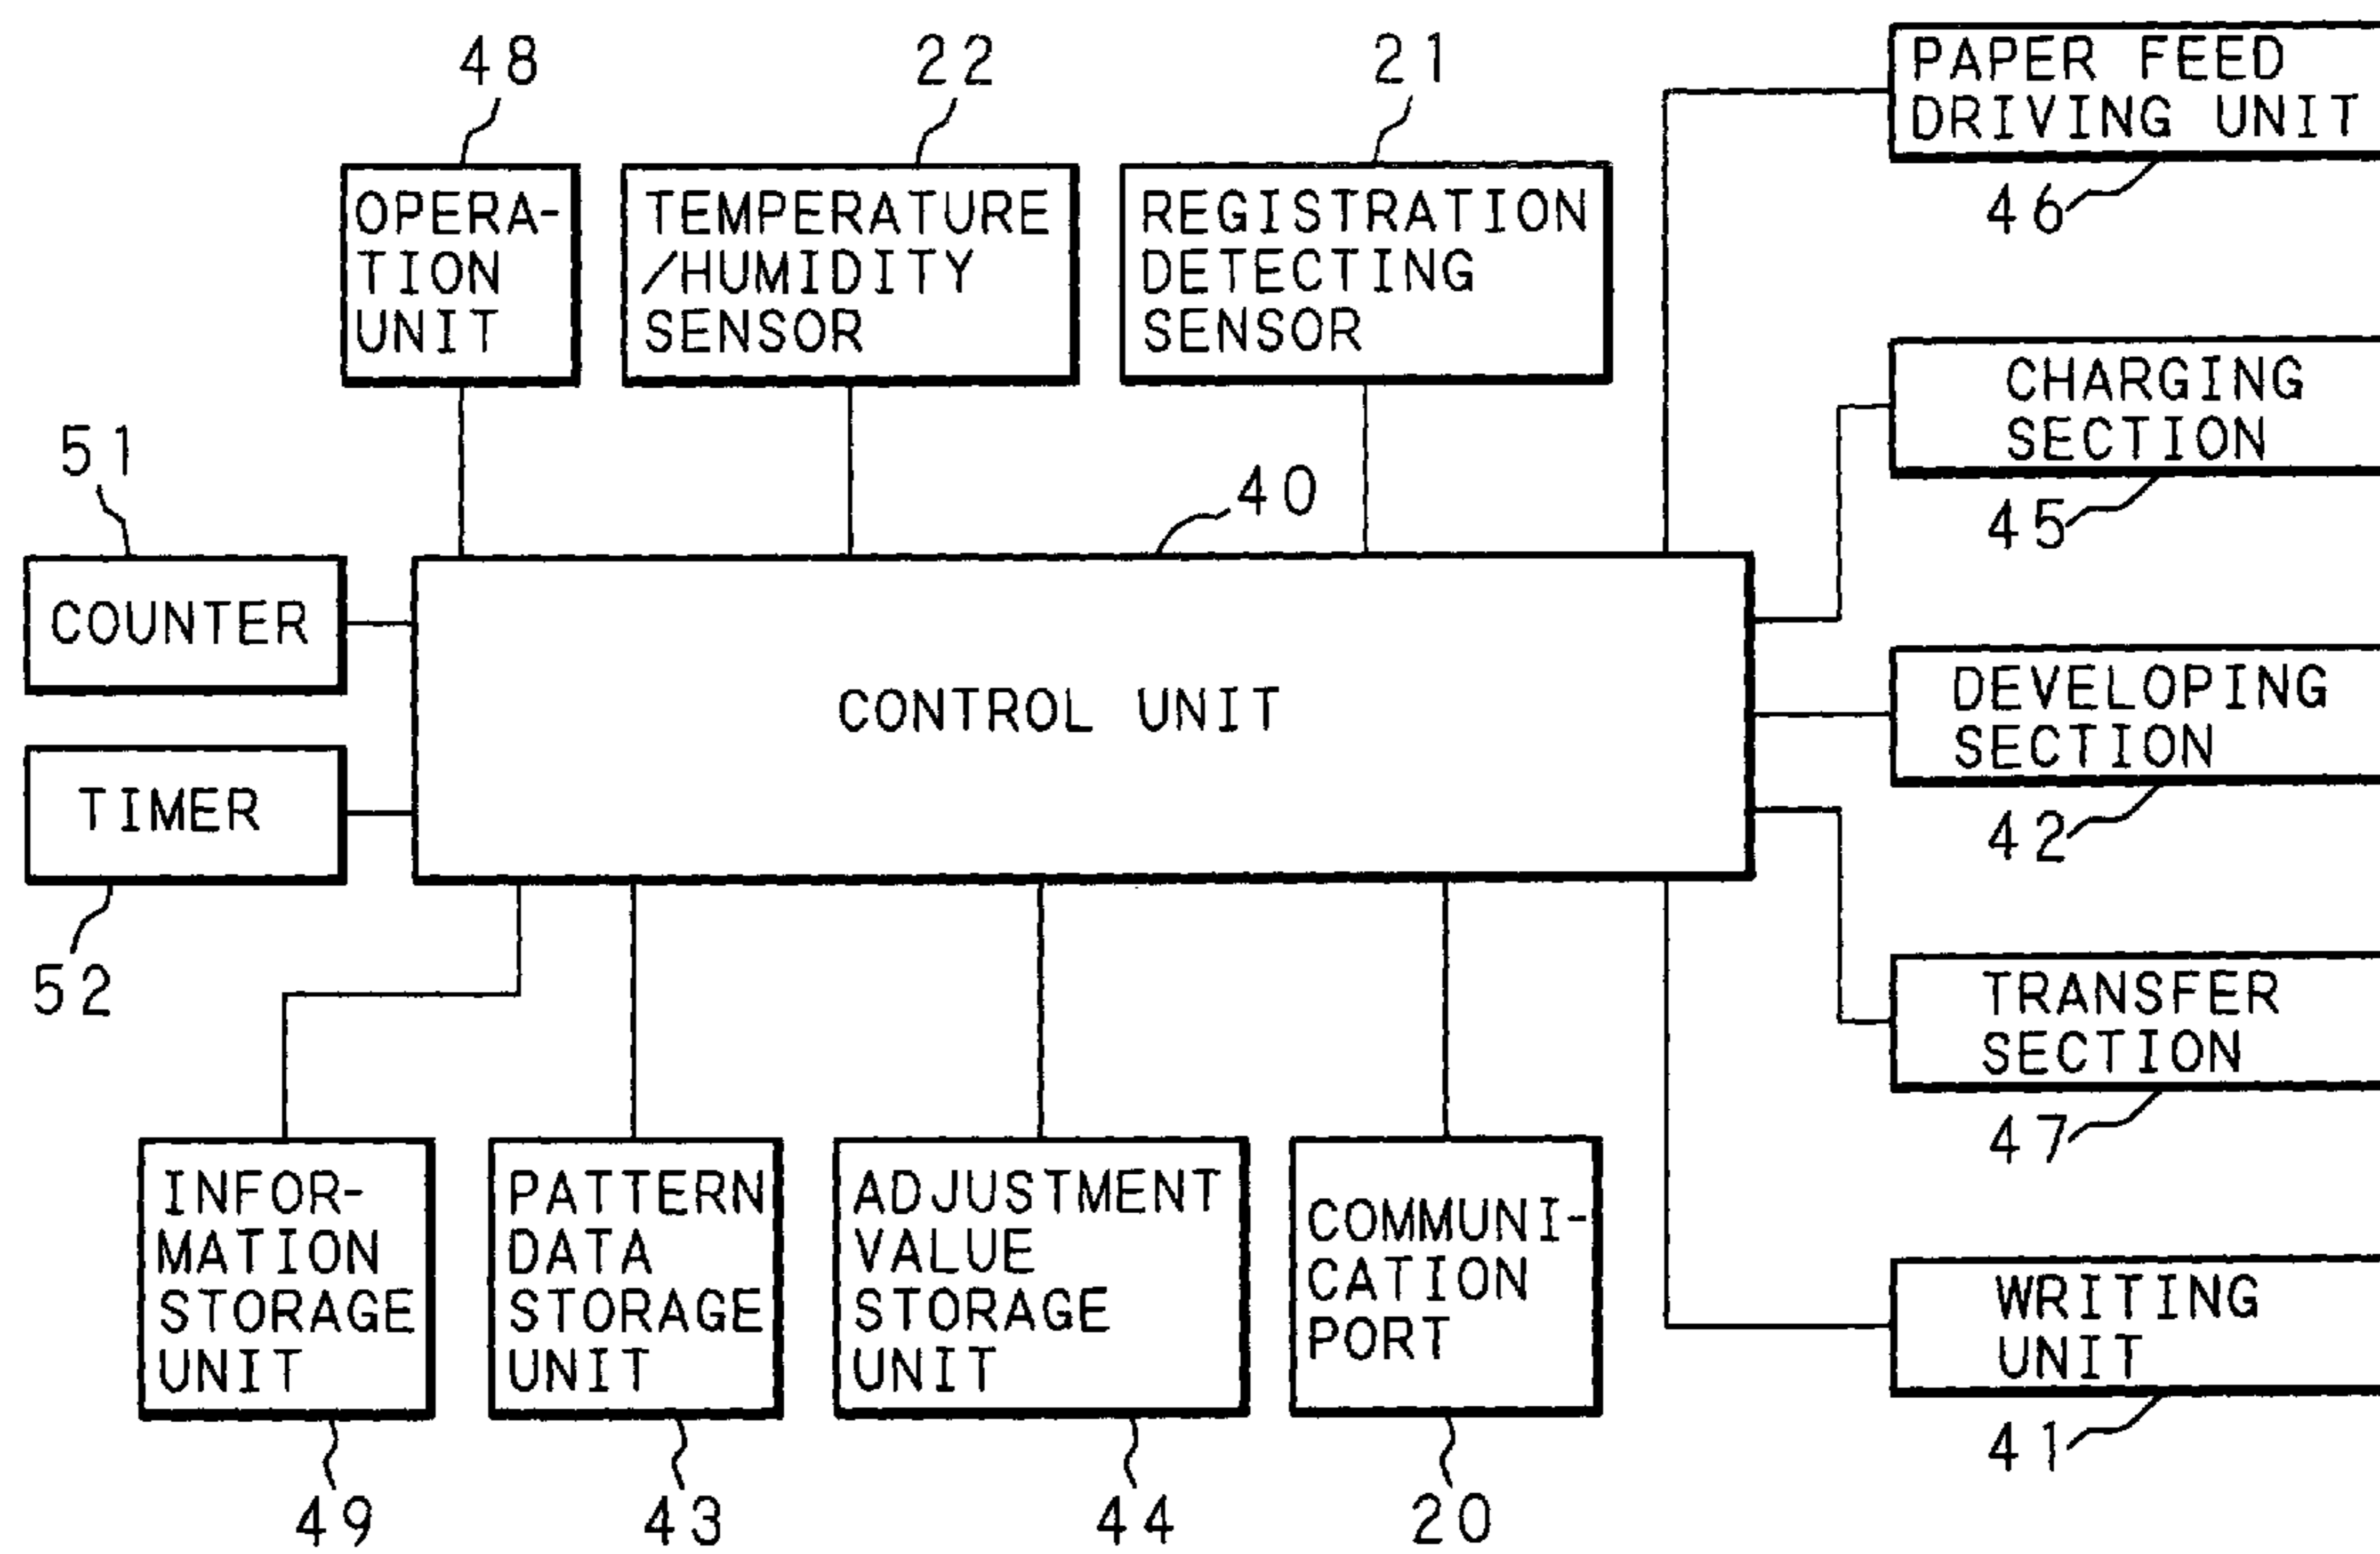 48
22
21
PAPER FEED
DRIVING UNIT
46
OPERA-
TION
UNIT
TEMPERATURE
/HUMIDITY
SENSOR
REGISTRATION
DETECTING
SENSOR
CHARGING
SECTION
45
51
40
COUNTER
CONTROL UNIT
DEVELOPING
SECTION
42
TIMER
52
TRANSFER
SECTION
47
INFOR-
MATION
STORAGE
UNIT
PATTERN
DATA
STORAGE
UNIT
ADJUSTMENT
VALUE
STORAGE
UNIT
COMMUNI-
CATION
PORT
WRITING
UNIT
41
49
43
44
20